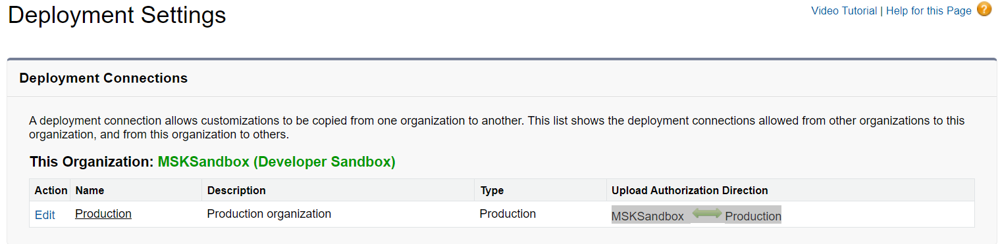 Deployment Settings
Video Tutorial | Help for this Page ?
Deployment Connections
A deployment connection allows customizations to be copied from one organization to another. This list shows the deployment connections allowed from other organizations to this
organization, and from this organization to others.
This Organization: MSKSandbox (Developer Sandbox)
Action Name Description Type Upload Authorization Direction
Edit Production Production organization Production MSKSandbox Production